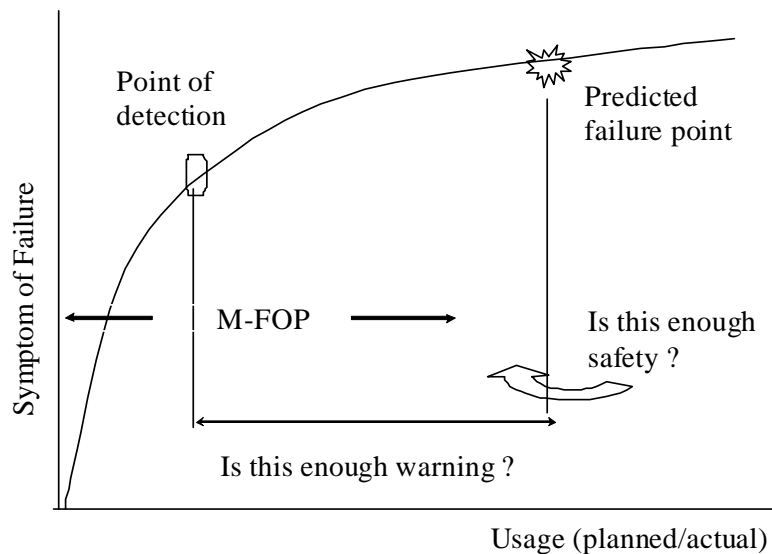 Point of
detection
Predicted
failure point
Symptom of Failure
M-FOP
Is this enough
safety ?
Is this enough warning ?
Usage (planned/actual)